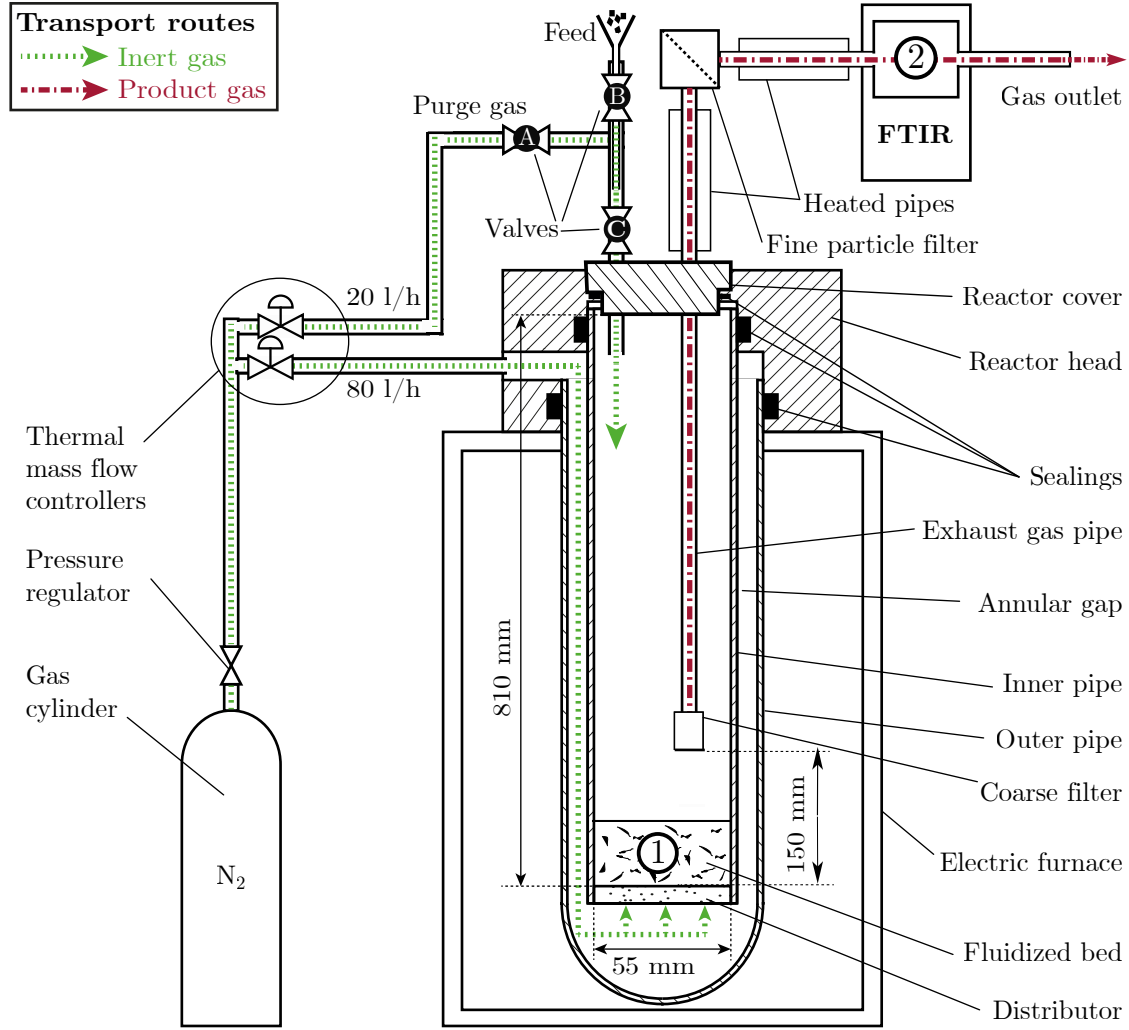 Transport routes
Inert gas
Product gas
Feed
B
Purge gas
A
Valves
C
2
FTIR
Gas outlet
Heated pipes
Fine particle filter
20 l/h
80 l/h
Reactor cover
Reactor head
Thermal
mass flow
controllers
Sealings
Exhaust gas pipe
Pressure
regulator
Annular gap
810 mm
Inner pipe
Gas
cylinder
Outer pipe
Coarse filter
150 mm
1
Electric furnace
N₂
Fluidized bed
55 mm
Distributor